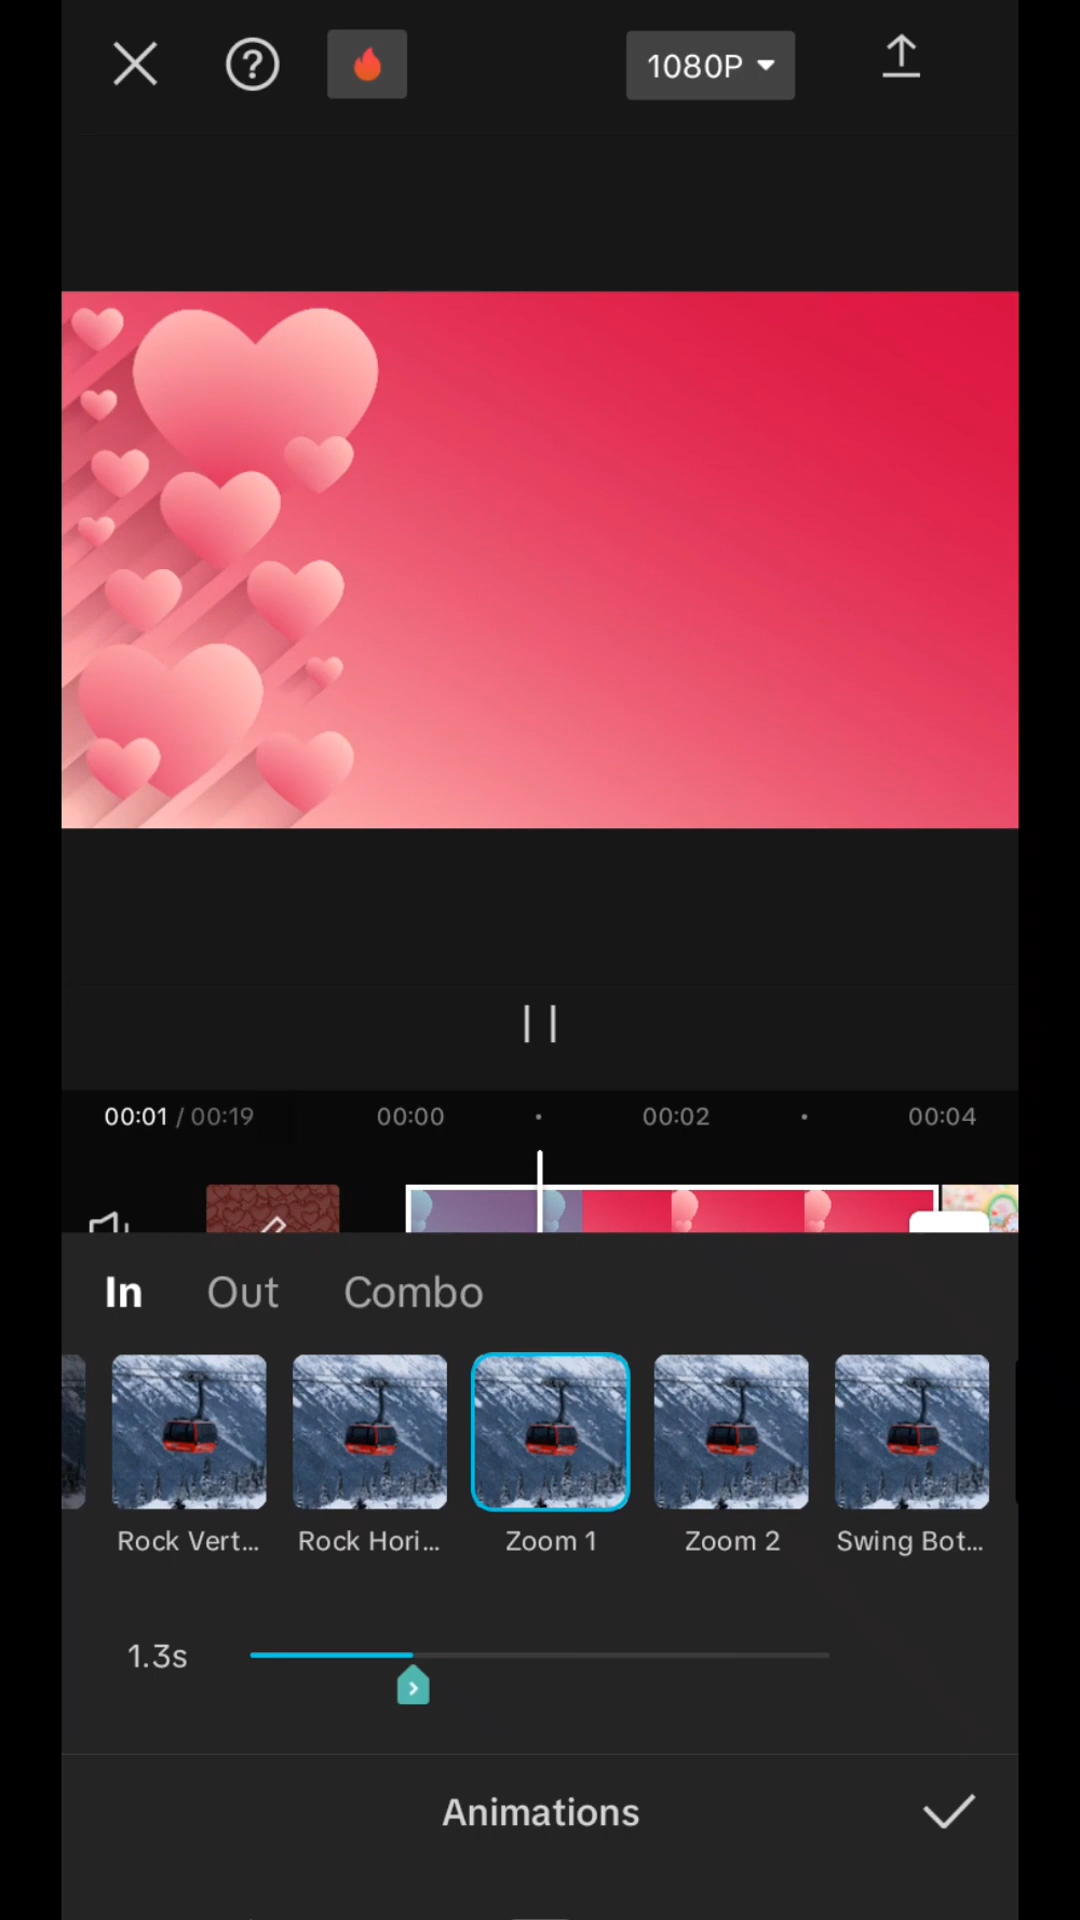 1080P
00:01 / 00:19 00:00 00:02 00:04
In Out Combo
Rock Vert... Rock Hori... Zoom 1 Zoom 2 Swing Bot...
1.3s
Animations